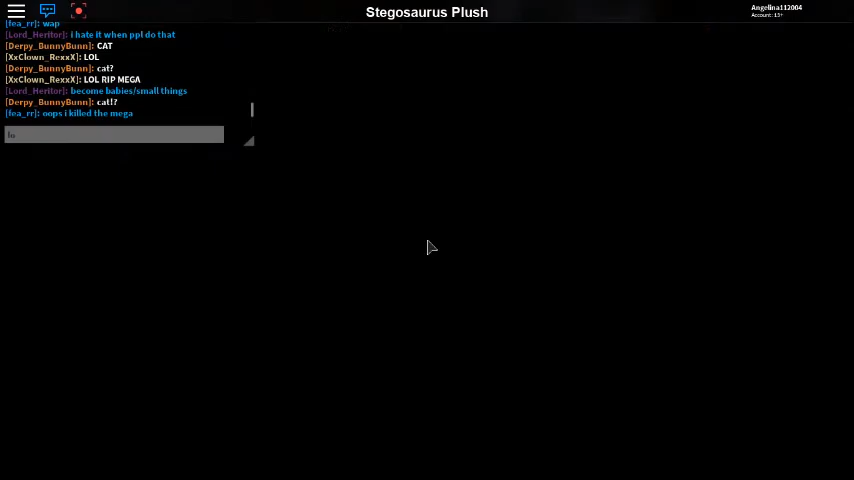 Stegosaurus Plush
Angelina112004
Account: 13+
[fea_rr]: wap
[Lord_Heritor]: i hate it when ppl do that
[Derpy_BunnyBunn]: CAT
[XxClown_RexxX]: LOL
[Derpy_BunnyBunn]: cat?
[XxClown_RexxX]: LOL RIP MEGA
[Lord_Heritor]: become babies/small things
[Derpy_BunnyBunn]: cat!?
[fea_rr]: oops i killed the mega